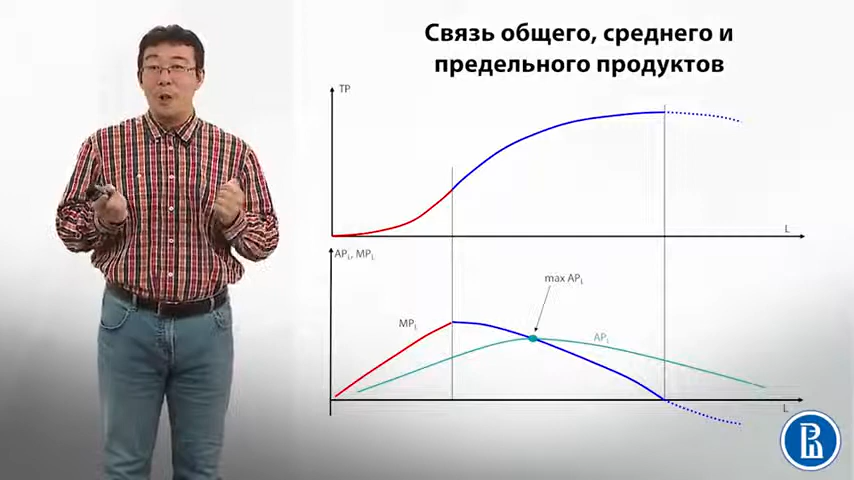 Связь общего, среднего и
предельного продуктов
TP
L
AP_L, MP_L
max AP_L
MP_L
AP_L
L